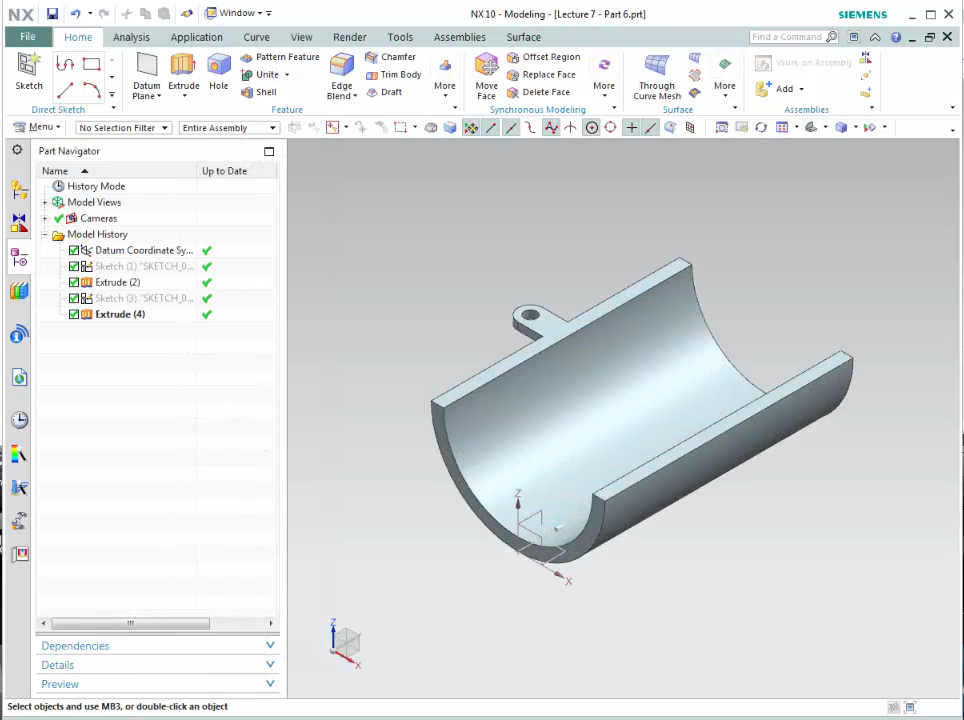 NX Window NX 10 - Modeling - [Lecture 7 - Part 6.prt] SIEMENS
File Home Analysis Application Curve View Render Tools Assemblies Surface Find a Command
Sketch
Direct Sketch
Datum Plane Extrude Hole
Pattern Feature
Unite
Shell
Edge Blend
Chamfer
Trim Body
Draft
More
Feature
Move Face
Offset Region
Replace Face
Delete Face
More
Synchronous Modeling
Through Curve Mesh
More
Surface
Work on Assembly
Add
Assemblies
Menu No Selection Filter Entire Assembly
Part Navigator
Name Up to Date
History Mode
Model Views
Cameras
Model History
Datum Coordinate Sy...
Sketch (1) "SKETCH_0...
Extrude (2)
Sketch (3) "SKETCH_0...
Extrude (4)
Z
X
Z
X
Dependencies
Details
Preview
Select objects and use MB3, or double-click an object